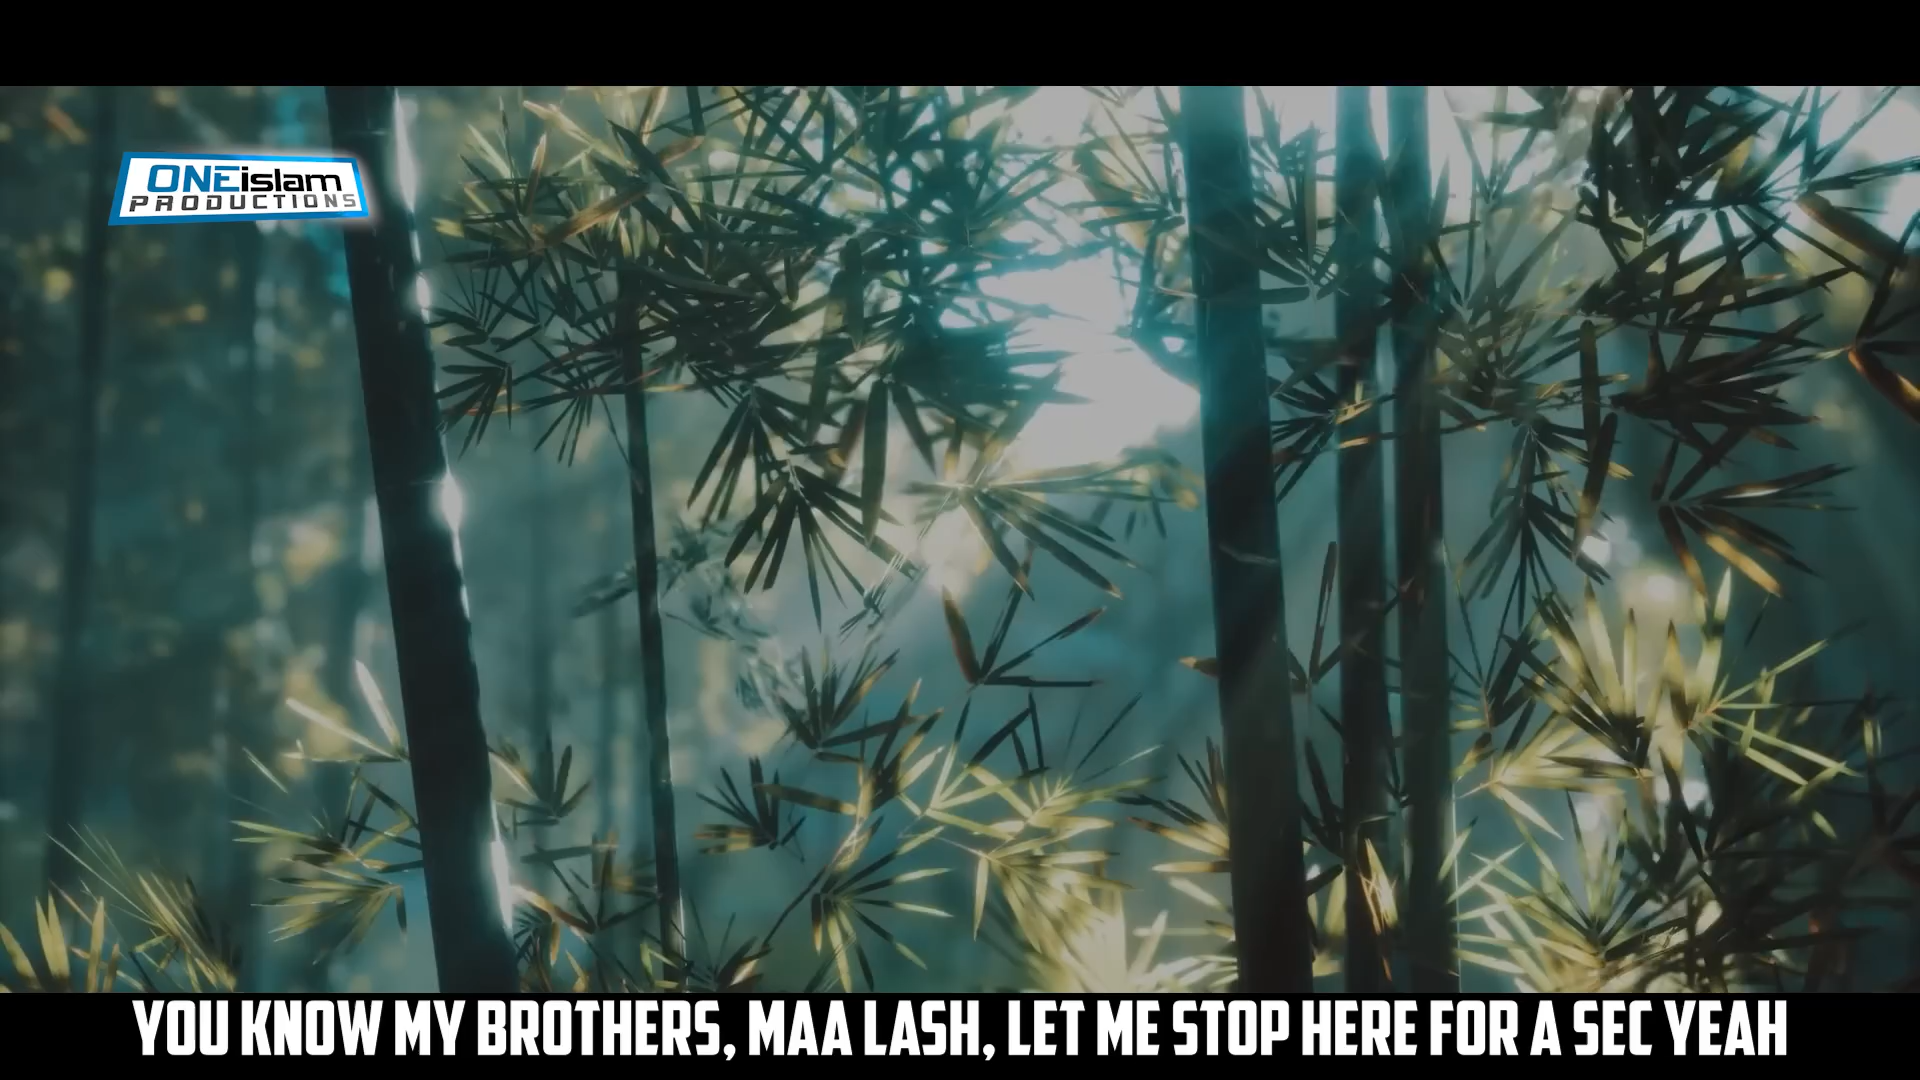 ONEislam
PRODUCTIONS
YOU KNOW MY BROTHERS, MAA LASH, LET ME STOP HERE FOR A SEC YEAH